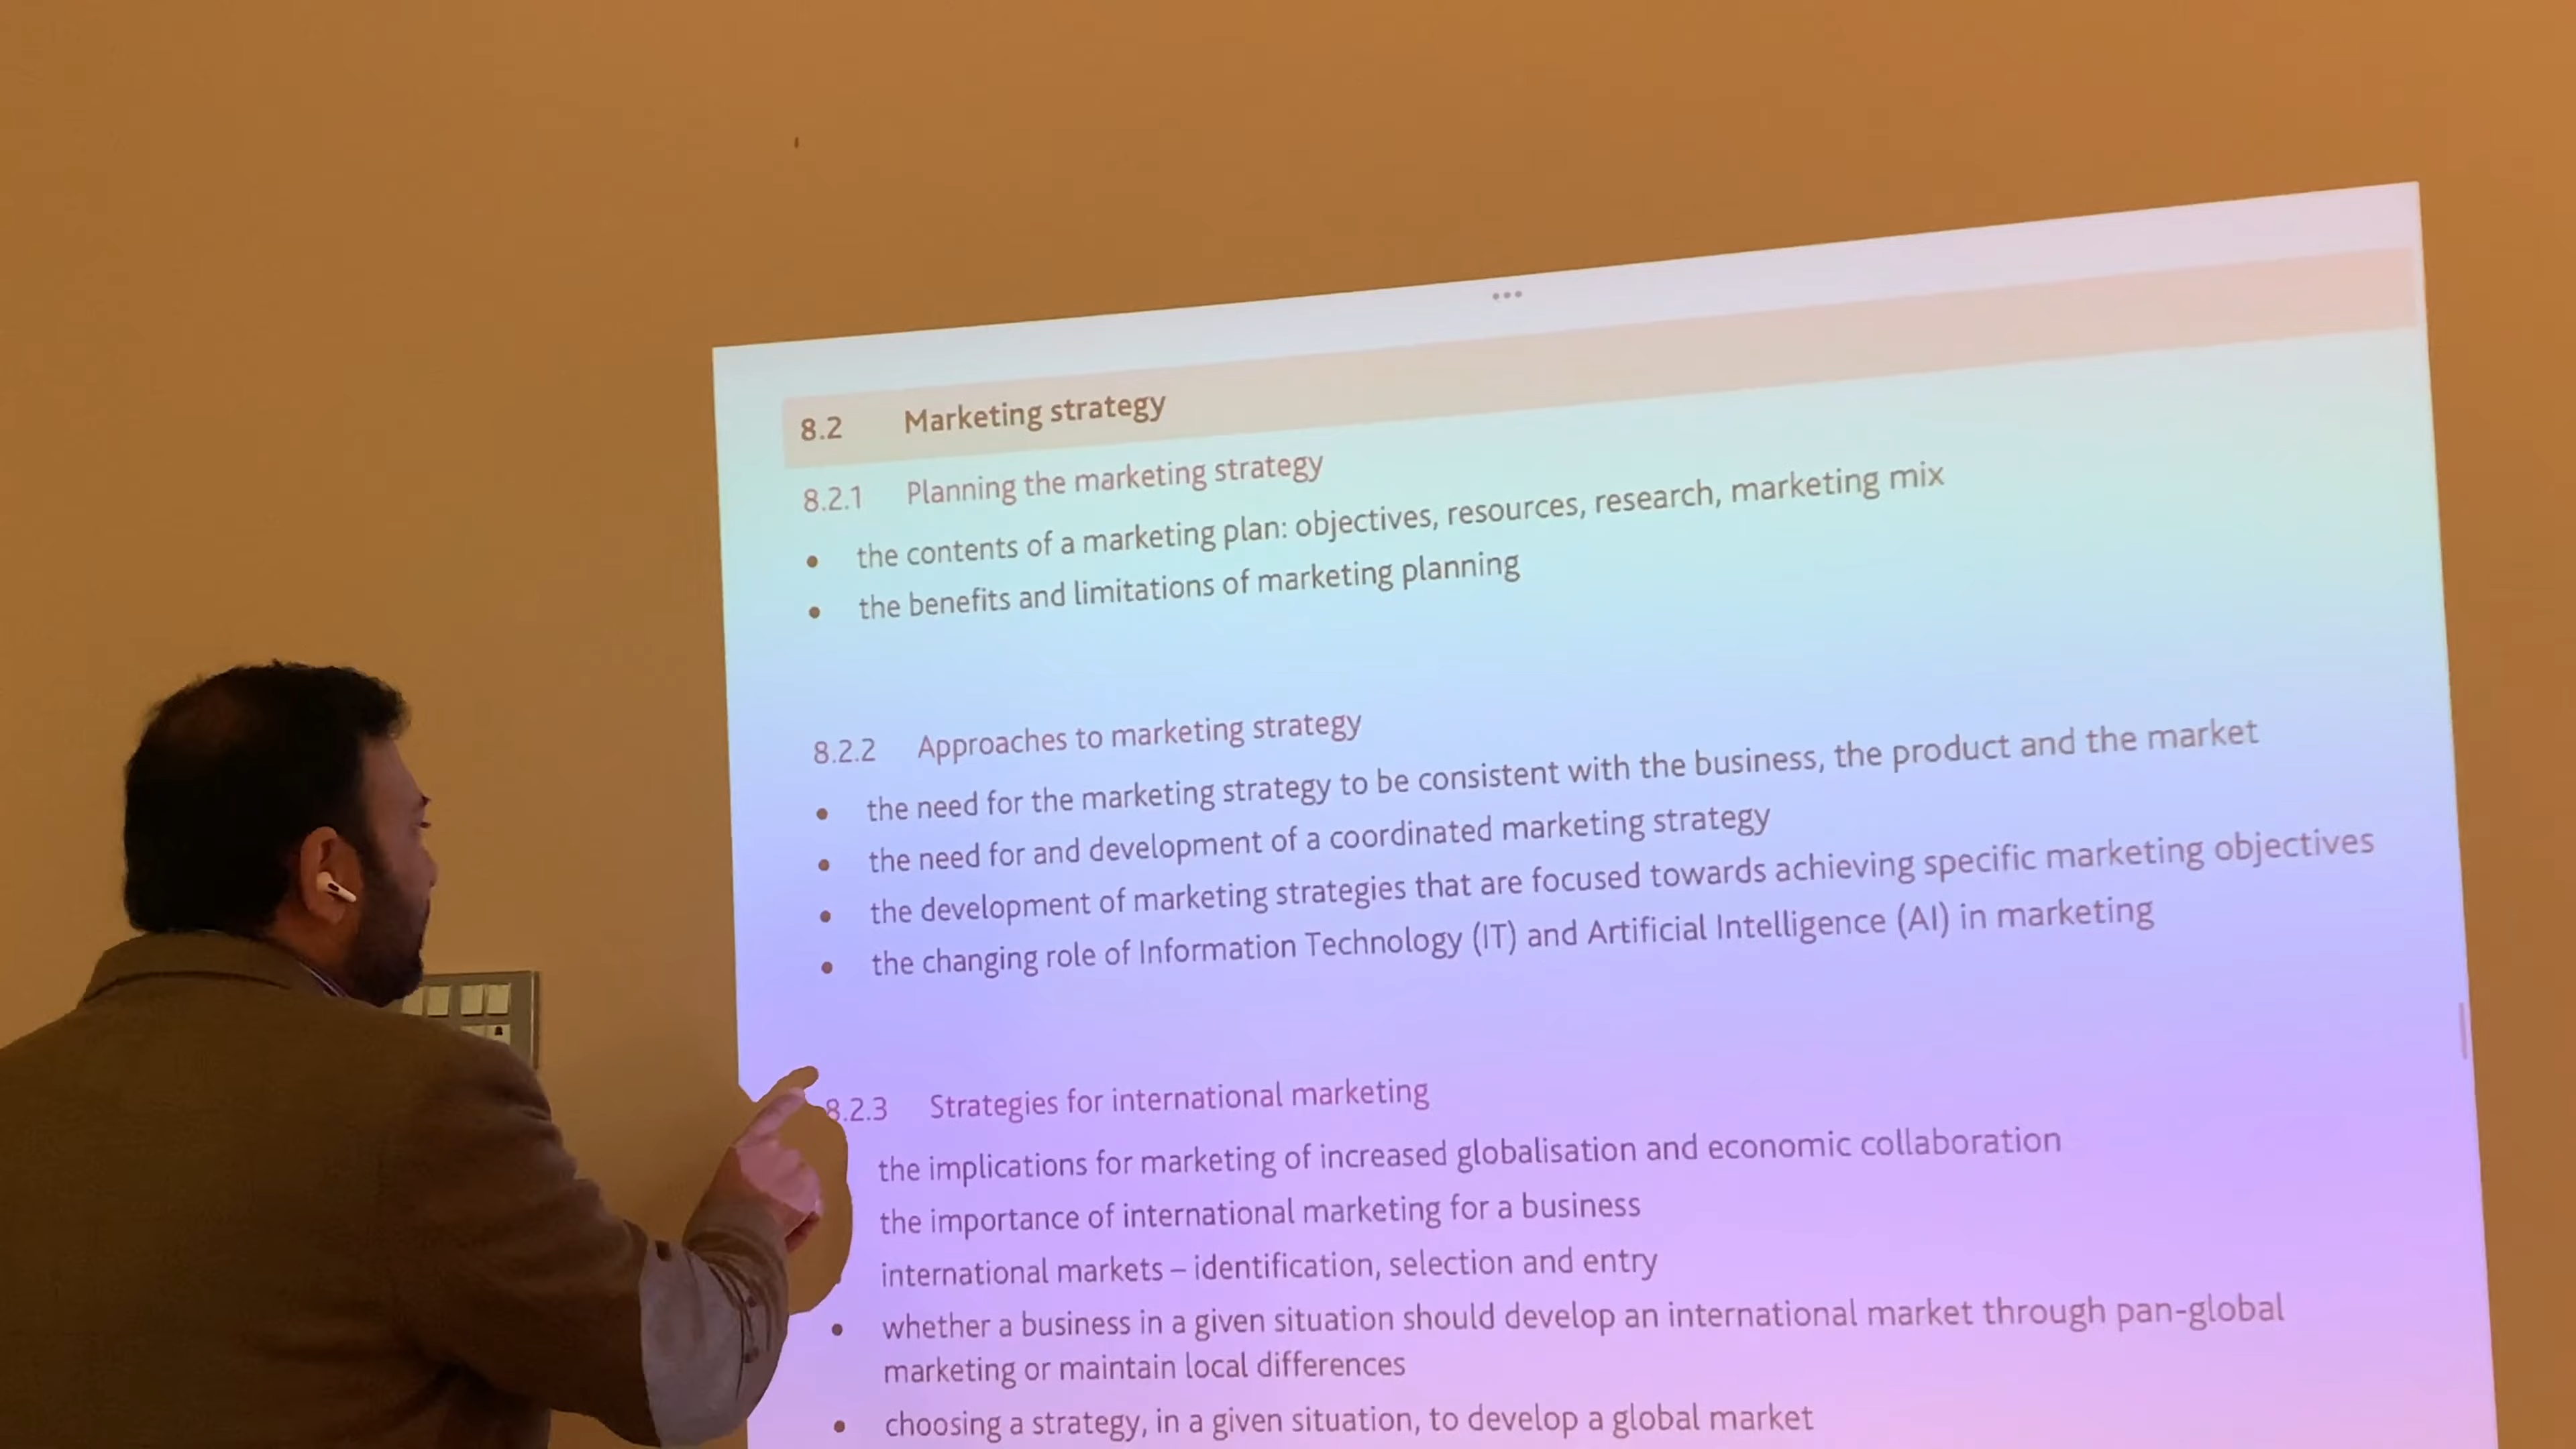 8.2 Marketing strategy
8.2.1 Planning the marketing strategy
• the contents of a marketing plan: objectives, resources, research, marketing mix
• the benefits and limitations of marketing planning
8.2.2 Approaches to marketing strategy
• the need for the marketing strategy to be consistent with the business, the product and the market
• the need for and development of a coordinated marketing strategy
• the development of marketing strategies that are focused towards achieving specific marketing objectives
• the changing role of Information Technology (IT) and Artificial Intelligence (AI) in marketing
8.2.3 Strategies for international marketing
the implications for marketing of increased globalisation and economic collaboration
the importance of international marketing for a business
international markets – identification, selection and entry
• whether a business in a given situation should develop an international market through pan-global
marketing or maintain local differences
• choosing a strategy, in a given situation, to develop a global market